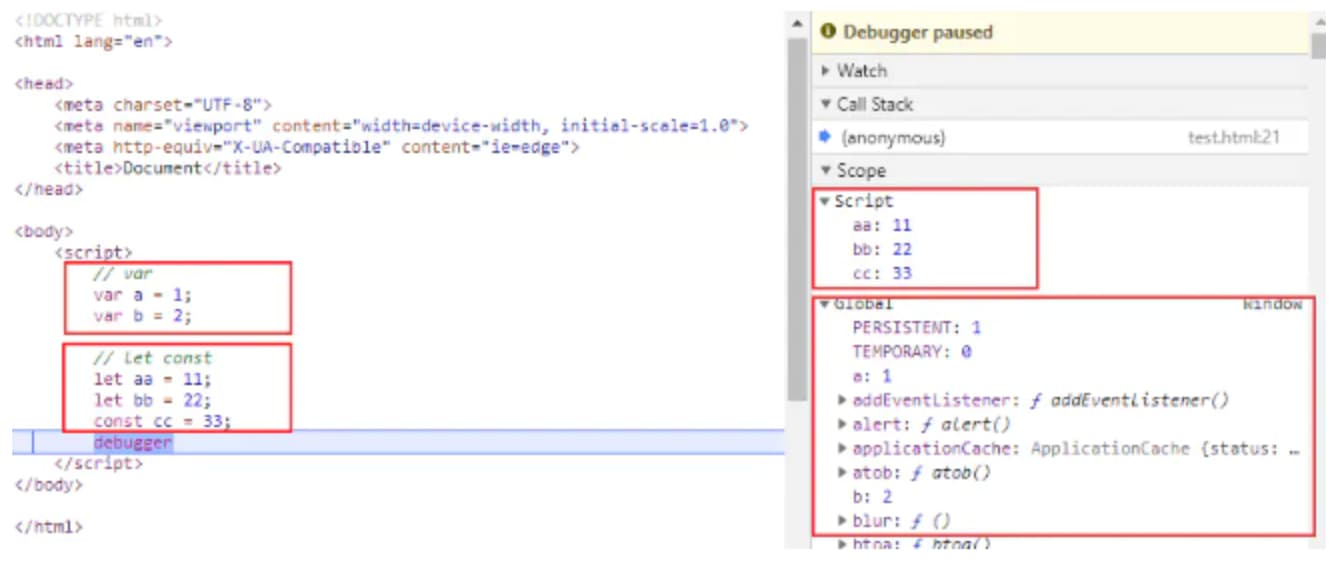 <!DOCTYPE html>
<html lang="en">
<head>
<meta charset="UTF-8">
<meta name="viewport" content="width=device-width, initial-scale=1.0">
<meta http-equiv="X-UA-Compatible" content="ie=edge">
<title>Document</title>
</head>
<body>
<script>
// var
var a = 1;
var b = 2;
// let const
let aa = 11;
let bb = 22;
const cc = 33;
debugger
</script>
</body>
</html>
Debugger paused
Watch
Call Stack
(anonymous) test.html:21
Scope
Script
aa: 11
bb: 22
cc: 33
Global Window
PERSISTENT: 1
TEMPORARY: 0
a: 1
addEventListener: ƒ addEventListener()
alert: ƒ alert()
applicationCache: ApplicationCache {status: …
atob: ƒ atob()
b: 2
blur: ƒ ()
btoa: ƒ btoa()